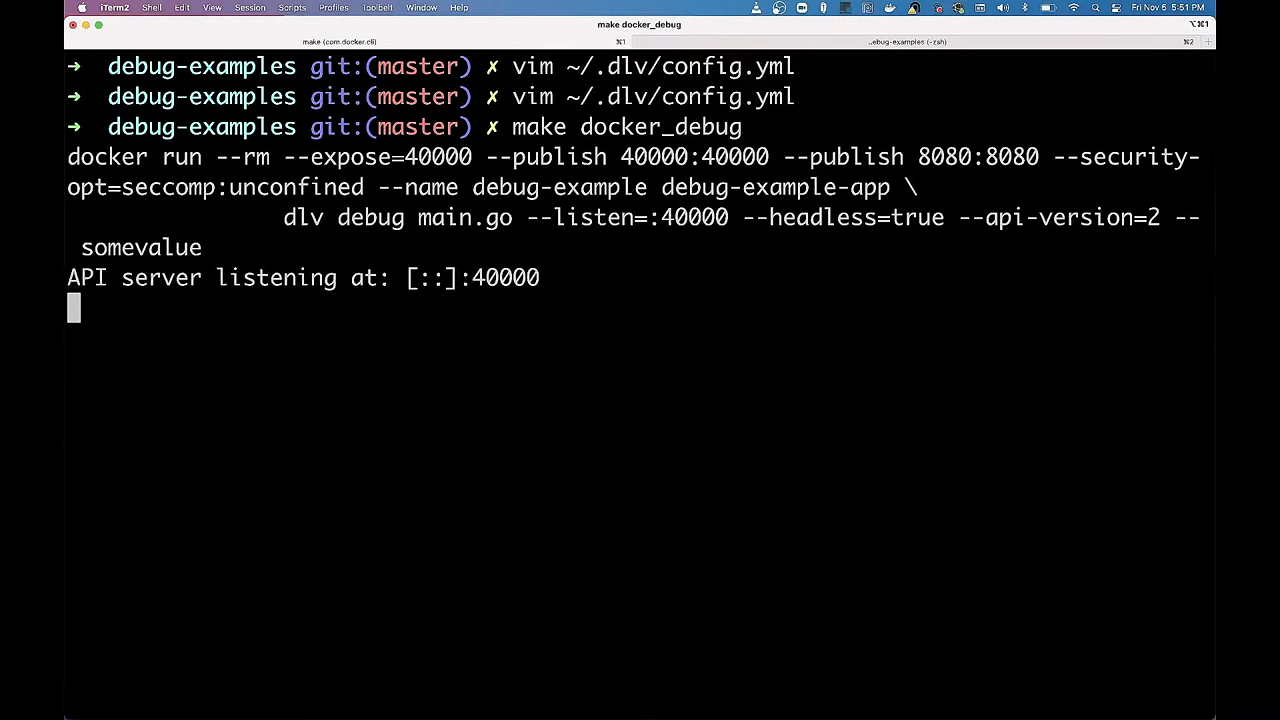 iTerm2 Shell Edit View Session Scripts Profiles Toolbelt Window Help Fri Nov 5 5:51 PM
make docker_debug ⌥⌘1
make (com.docker.cli) ⌘1 ..ebug-examples (-zsh) ⌘2
➜ debug-examples git:(master) ✗ vim ~/.dlv/config.yml
➜ debug-examples git:(master) ✗ vim ~/.dlv/config.yml
➜ debug-examples git:(master) ✗ make docker_debug
docker run --rm --expose=40000 --publish 40000:40000 --publish 8080:8080 --security-
opt=seccomp:unconfined --name debug-example debug-example-app \
dlv debug main.go --listen=:40000 --headless=true --api-version=2 --
somevalue
API server listening at: [::]:40000